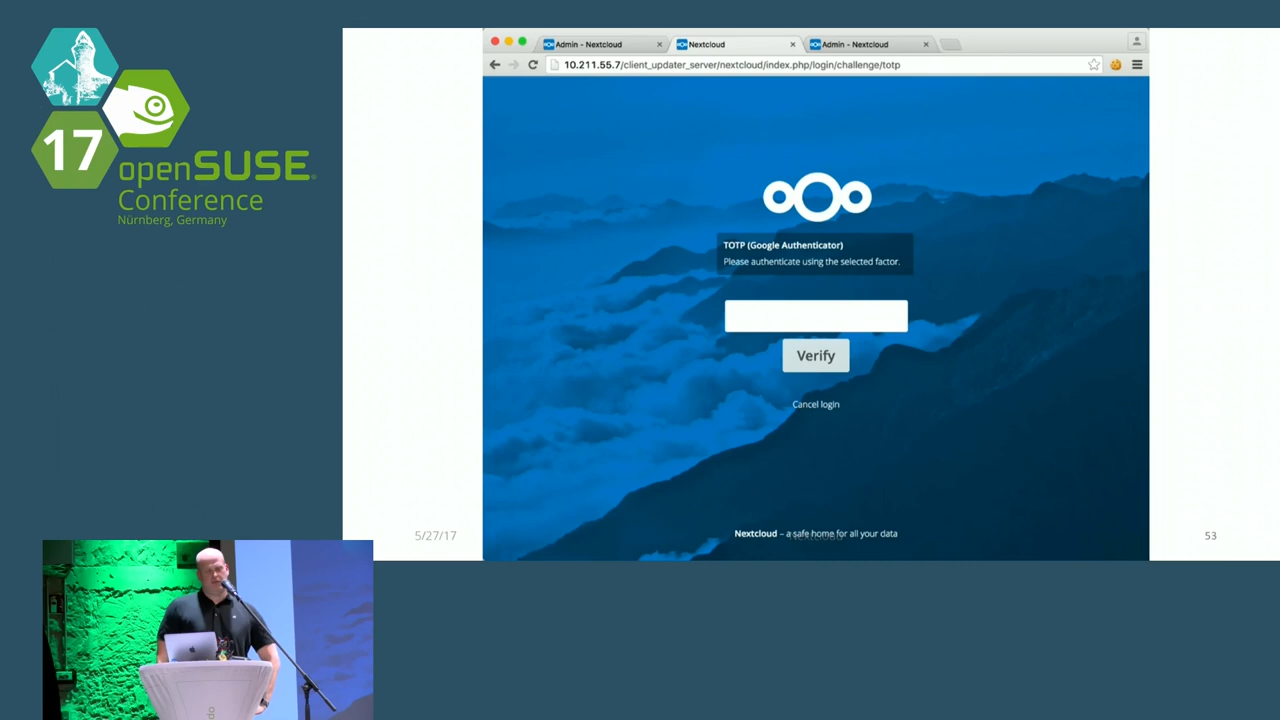 17
openSUSE
Conference
Nürnberg, Germany
Admin - Nextcloud
Nextcloud
Admin - Nextcloud
10.211.55.7/client_updater_server/nextcloud/index.php/login/challenge/totp
TOTP (Google Authenticator)
Please authenticate using the selected factor.
Verify
Cancel login
Nextcloud – a safe home for all your data
5/27/17
Nextcloud
53
do